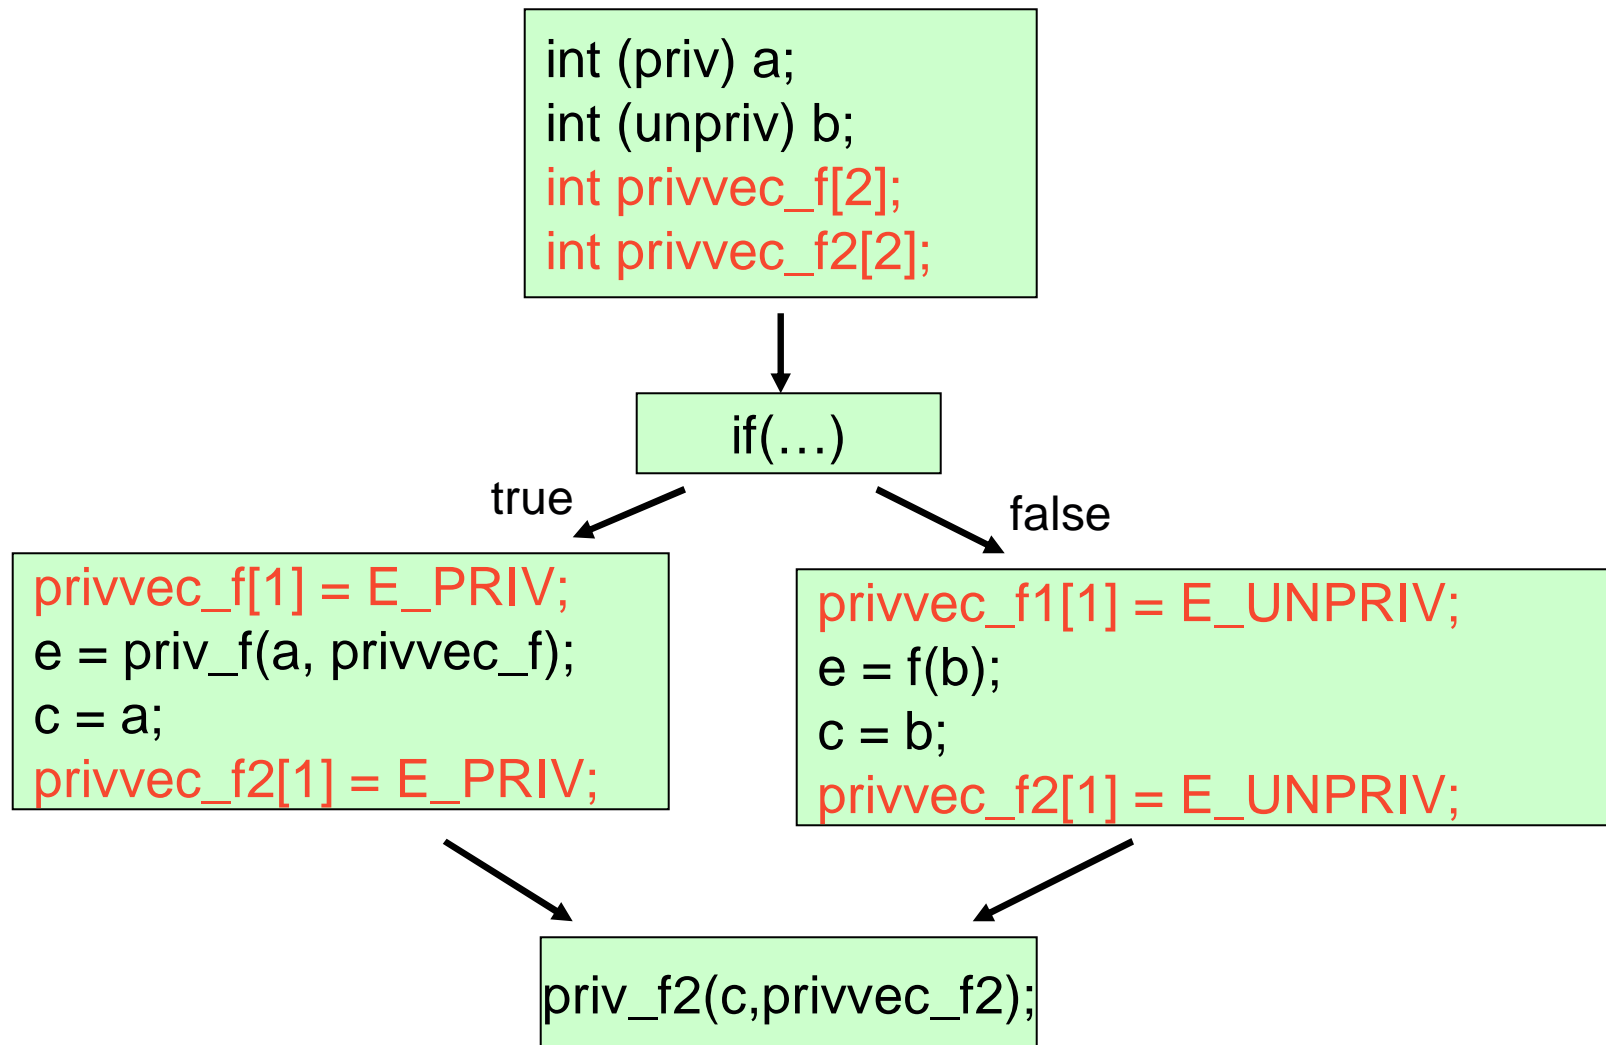 int (priv) a;
int (unpriv) b;
int privvec_f[2];
int privvec_f2[2];
if(…)
true
false
privvec_f[1] = E_PRIV;
e = priv_f(a, privvec_f);
c = a;
privvec_f2[1] = E_PRIV;
privvec_f1[1] = E_UNPRIV;
e = f(b);
c = b;
privvec_f2[1] = E_UNPRIV;
priv_f2(c,privvec_f2);